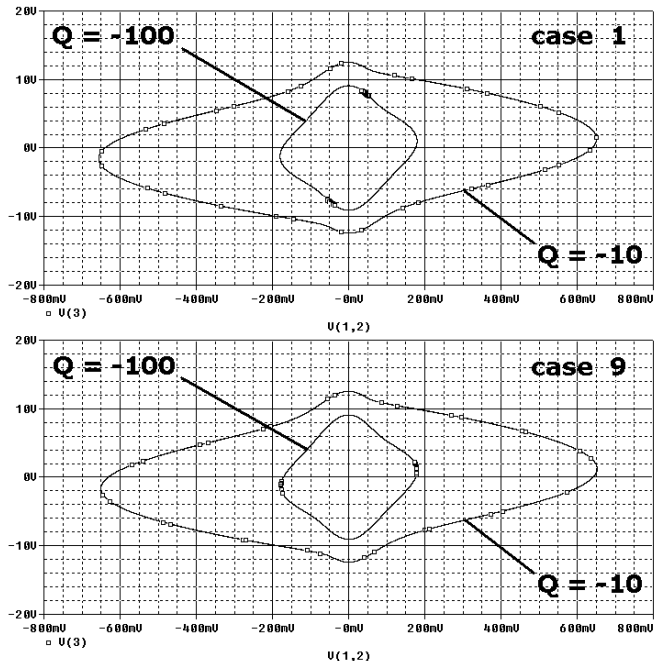 20V
Q = -100 case 1
10V
0V
-10V
Q = -10
-20V
-800mV -600mV -400mV -200mV -0mV 200mV 400mV 600mV 800mV
V(3)
V(1,2)
20V
Q = -100 case 9
10V
0V
-10V
Q = -10
-20V
-800mV -600mV -400mV -200mV -0mV 200mV 400mV 600mV 800mV
V(3)
V(1,2)